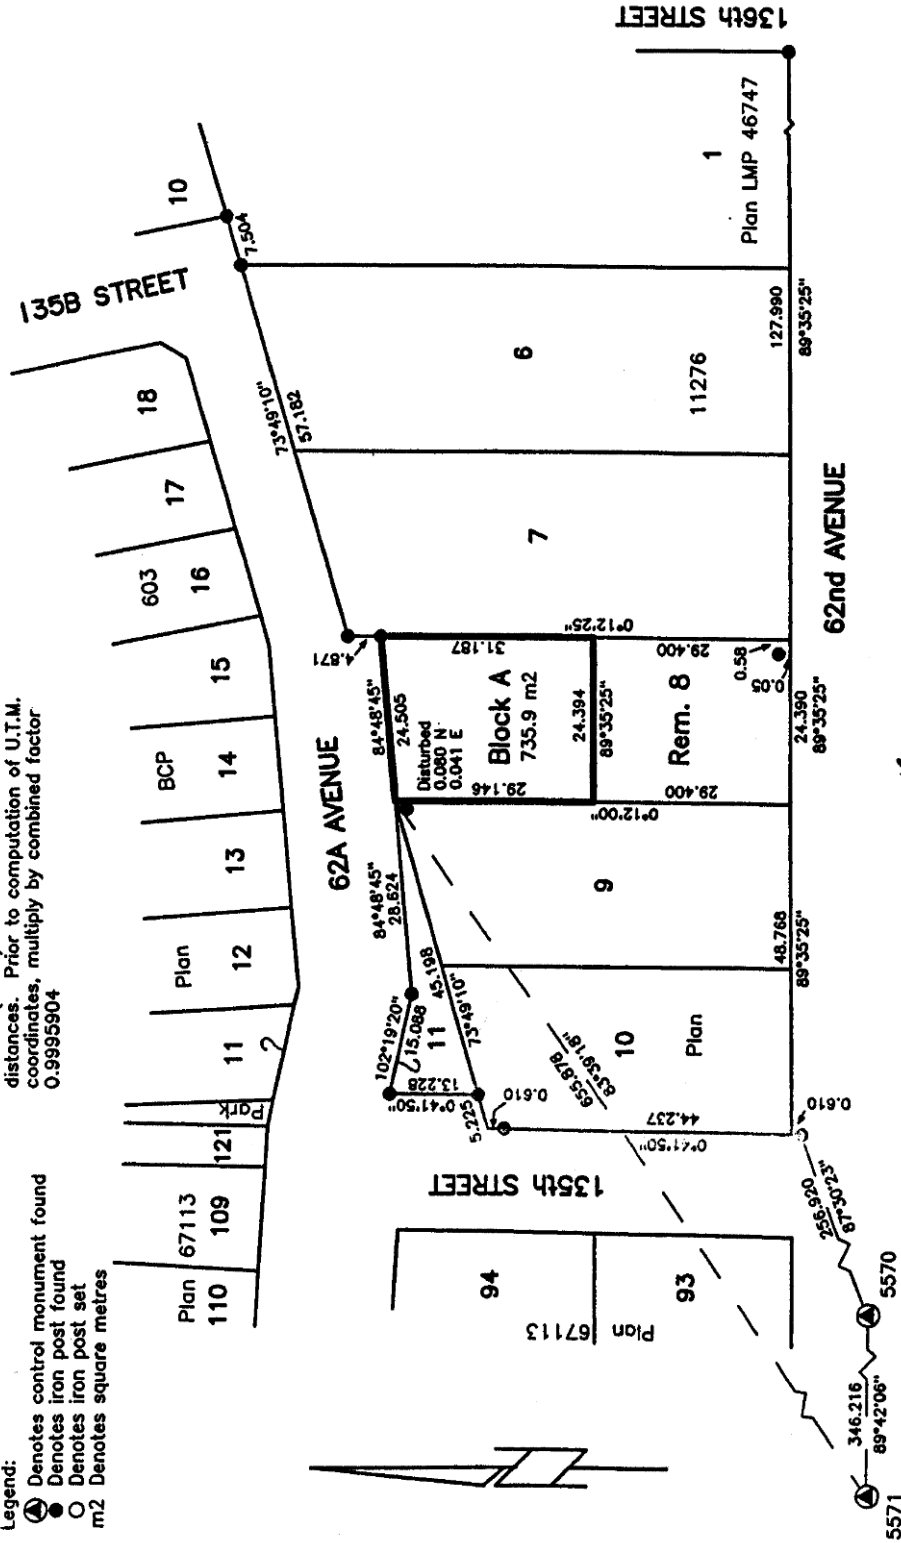 Legend:
Denotes control monument found
Denotes iron post found
Denotes iron post set
m2 Denotes square metres
distances. Prior to computation of U.T.M.
coordinates, multiply by combined factor
0.9995904
136th STREET
135B STREET
10
7.504
1
Plan LMP 46747
18
17
603
16
15
BCP
14
13
Plan
12
11
Park
121
Plan 67113
109
110
73°49'10"
57.182
6
11276
127.990
89°35'25"
7
62nd AVENUE
62A AVENUE
4.871
84°48'45"
24.505
Disturbed
0.080 N
0.041 E
31.187
0°12'25"
Block A
735.9 m2
29.146
24.394
89°35'25"
29.400
0.58
0.05
Rem. 8
24.390
89°35'25"
29.400
0°12'00"
84°48'45"
28.624
9
48.768
89°35'25"
45.198
73°49'10"
102°19'20"
15.088
11
13.228
0°41'50"
5.225
0.610
655.878
83°39'18"
10
Plan
44.237
0°41'50"
0.610
135th STREET
256.920
87°30'23"
94
93
Plan
67113
5570
346.216
89°42'06"
5571